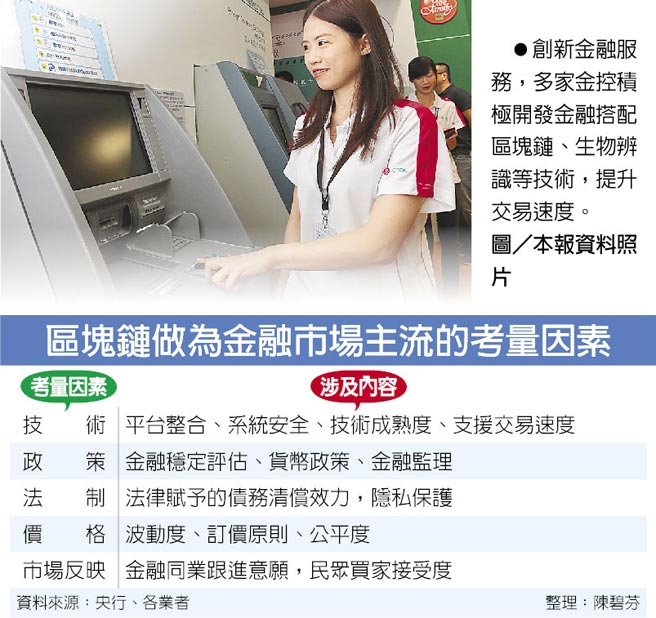 ●創新金融服
務，多家金控積
極開發金融搭配
區塊鏈、生物辨
識等技術，提升
交易速度。
圖／本報資料照
片
區塊鏈做為金融市場主流的考量因素
考量因素 涉及內容
技術 平台整合、系統安全、技術成熟度、支援交易速度
政策 金融穩定評估、貨幣政策、金融監理
法制 法律賦予的債務清償效力，隱私保護
價格 波動度、訂價原則、公平度
市場反映 金融同業跟進意願，民眾買家接受度
資料來源：央行、各業者 整理：陳碧芬